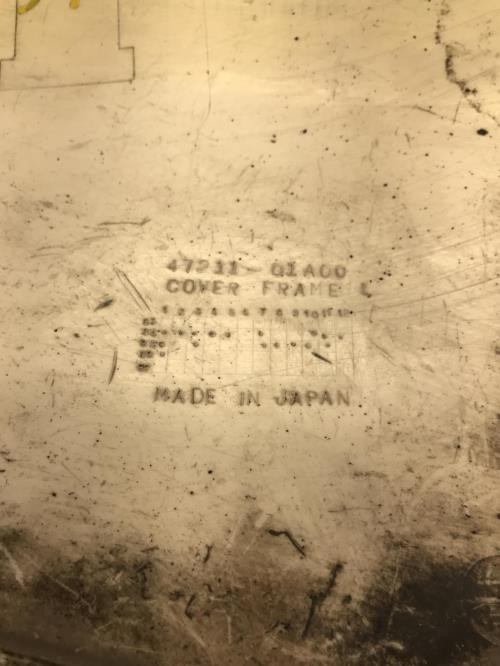 47211-G1A00
COVER FRAME L
1 2 3 4 5 6 7 8 9 10 11 12
MADE IN JAPAN